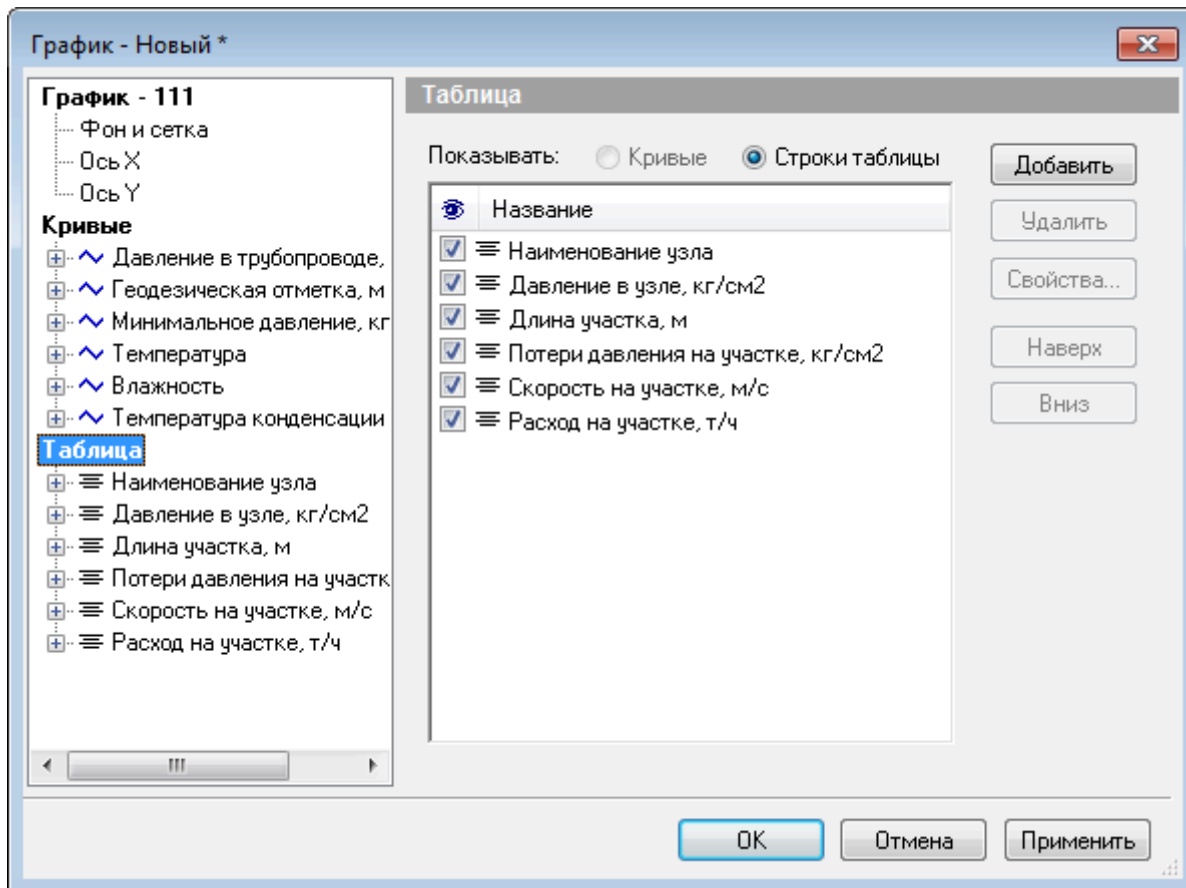 График - Новый *
График - 111
Фон и сетка
Ось X
Ось Y
Кривые
Давление в трубопроводе,
Геодезическая отметка, м
Минимальное давление, кг
Температура
Влажность
Температура конденсации
Таблица
Наименование узла
Давление в узле, кг/см2
Длина участка, м
Потери давления на участк
Скорость на участке, м/с
Расход на участке, т/ч
Таблица
Показывать: Кривые Строки таблицы
Название
Наименование узла
Давление в узле, кг/см2
Длина участка, м
Потери давления на участке, кг/см2
Скорость на участке, м/с
Расход на участке, т/ч
Добавить
Удалить
Свойства...
Наверх
Вниз
OK Отмена Применить